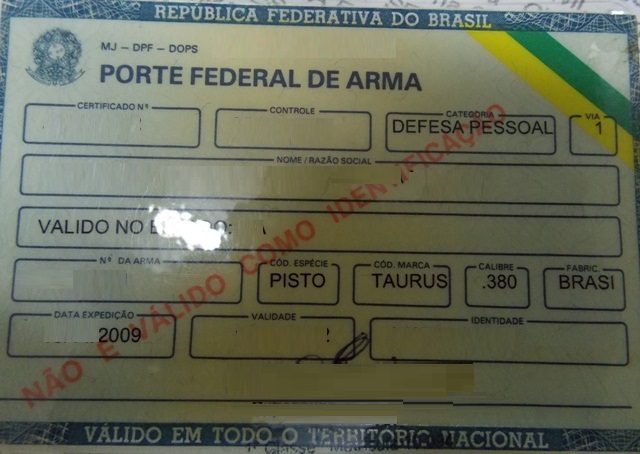 REPÚBLICA FEDERATIVA DO BRASIL
MJ – DPF – DOPS
PORTE FEDERAL DE ARMA
CERTIFICADO Nº CONTROLE CATEGORIA VIA
DEFESA PESSOAL 1
NOME / RAZÃO SOCIAL
VALIDO NO
Nº DA ARMA CÓD. ESPÉCIE CÓD. MARCA CALIBRE FABRIC.
PISTO TAURUS .380 BRASI
DATA EXPEDIÇÃO VALIDADE IDENTIDADE
2009
NÃO É VÁLIDO COMO IDENTIFICAÇÃO
VÁLIDO EM TODO O TERRITÓRIO NACIONAL